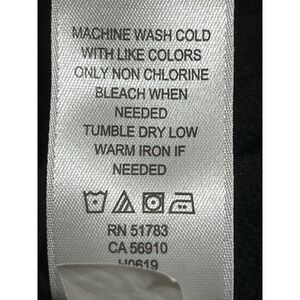 MACHINE WASH COLD
WITH LIKE COLORS
ONLY NON CHLORINE
BLEACH WHEN
NEEDED
TUMBLE DRY LOW
WARM IRON IF
NEEDED
RN 51783
CA 56910
H0619